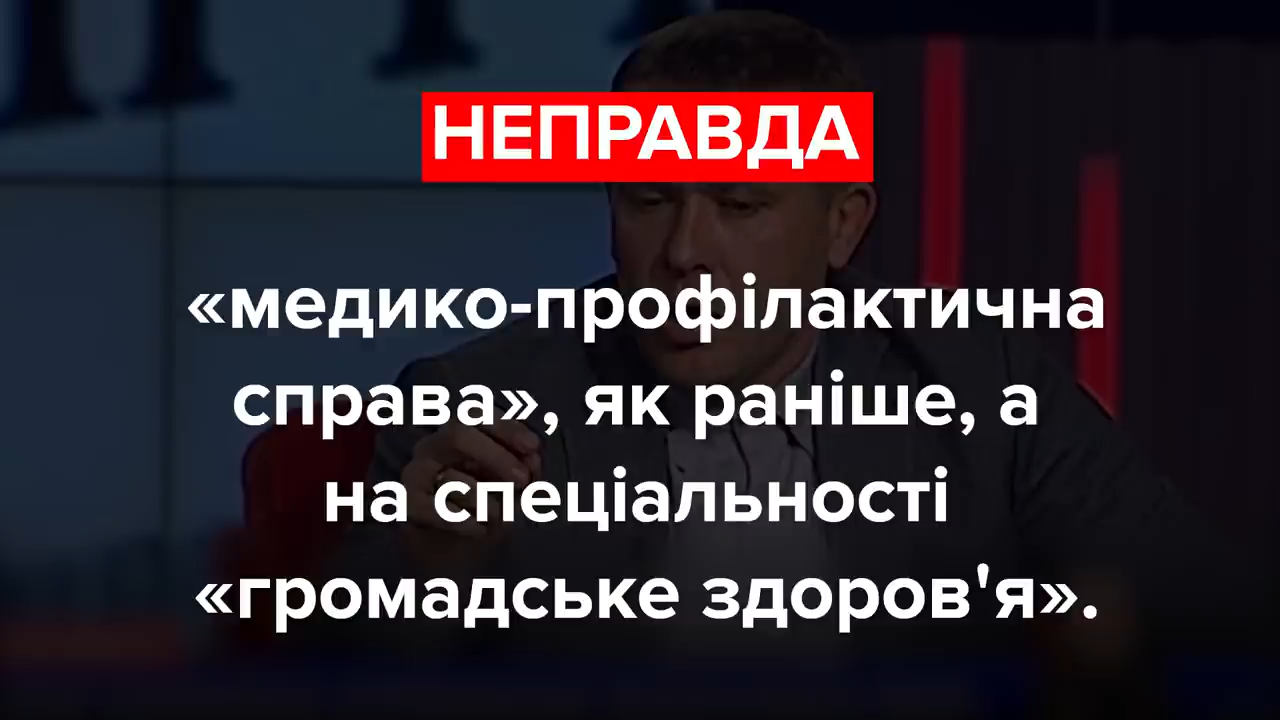 НЕПРАВДА
«медико-профілактична
справа», як раніше, а
на спеціальності
«громадське здоров'я».